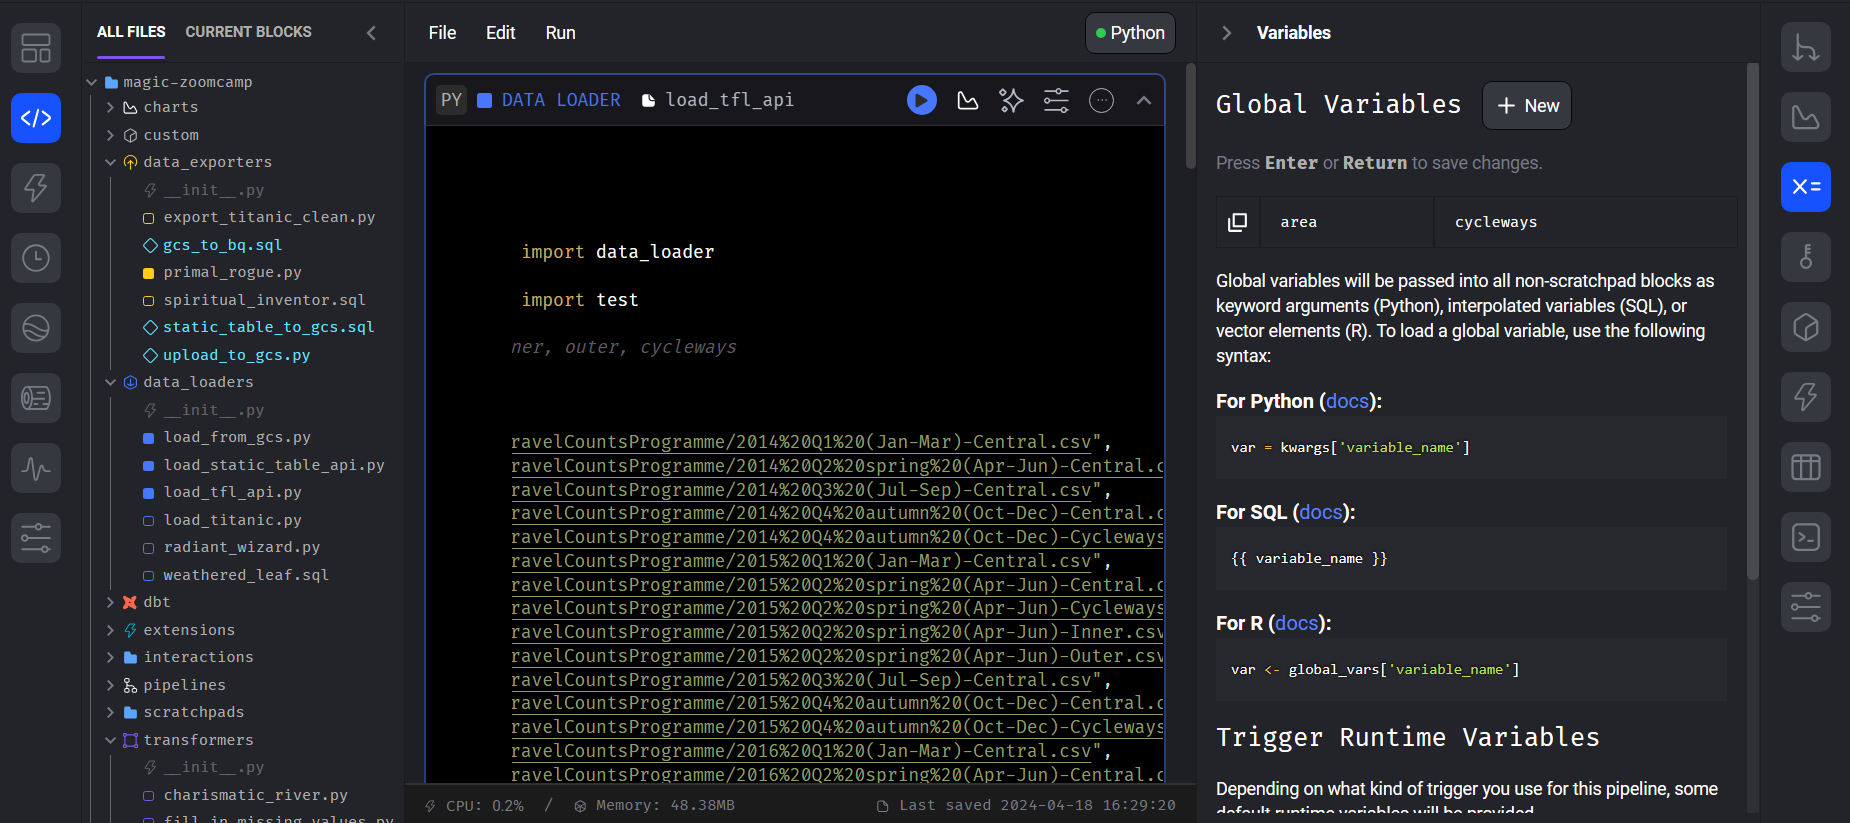 ALL FILES CURRENT BLOCKS
magic-zoomcamp
charts
custom
data_exporters
__init__.py
export_titanic_clean.py
gcs_to_bq.sql
primal_rogue.py
spiritual_inventor.sql
static_table_to_gcs.sql
upload_to_gcs.py
data_loaders
__init__.py
load_from_gcs.py
load_static_table_api.py
load_tfl_api.py
load_titanic.py
radiant_wizard.py
weathered_leaf.sql
dbt
extensions
interactions
pipelines
scratchpads
transformers
__init__.py
charismatic_river.py
fill_in_missing_values.py
File Edit Run Python
PY DATA LOADER load_tfl_api
import data_loader
import test
ner, outer, cycleways
ravelCountsProgramme/2014%20Q1%20(Jan-Mar)-Central.csv",
ravelCountsProgramme/2014%20Q2%20spring%20(Apr-Jun)-Central.c
ravelCountsProgramme/2014%20Q3%20(Jul-Sep)-Central.csv",
ravelCountsProgramme/2014%20Q4%20autumn%20(Oct-Dec)-Central.c
ravelCountsProgramme/2014%20Q4%20autumn%20(Oct-Dec)-Cycleways
ravelCountsProgramme/2015%20Q1%20(Jan-Mar)-Central.csv",
ravelCountsProgramme/2015%20Q2%20spring%20(Apr-Jun)-Central.c
ravelCountsProgramme/2015%20Q2%20spring%20(Apr-Jun)-Cycleways
ravelCountsProgramme/2015%20Q2%20spring%20(Apr-Jun)-Inner.csv
ravelCountsProgramme/2015%20Q2%20spring%20(Apr-Jun)-Outer.csv
ravelCountsProgramme/2015%20Q3%20(Jul-Sep)-Central.csv",
ravelCountsProgramme/2015%20Q4%20autumn%20(Oct-Dec)-Central.c
ravelCountsProgramme/2015%20Q4%20autumn%20(Oct-Dec)-Cycleways
ravelCountsProgramme/2016%20Q1%20(Jan-Mar)-Central.csv",
ravelCountsProgramme/2016%20Q2%20spring%20(Apr-Jun)-Central.c
CPU: 0.2% / Memory: 48.38MB Last saved 2024-04-18 16:29:20
Variables
Global Variables + New
Press Enter or Return to save changes.
area cycleways
Global variables will be passed into all non-scratchpad blocks as
keyword arguments (Python), interpolated variables (SQL), or
vector elements (R). To load a global variable, use the following
syntax:
For Python (docs):
var = kwargs['variable_name']
For SQL (docs):
{{ variable_name }}
For R (docs):
var <- global_vars['variable_name']
Trigger Runtime Variables
Depending on what kind of trigger you use for this pipeline, some
default runtime variables will be provided.